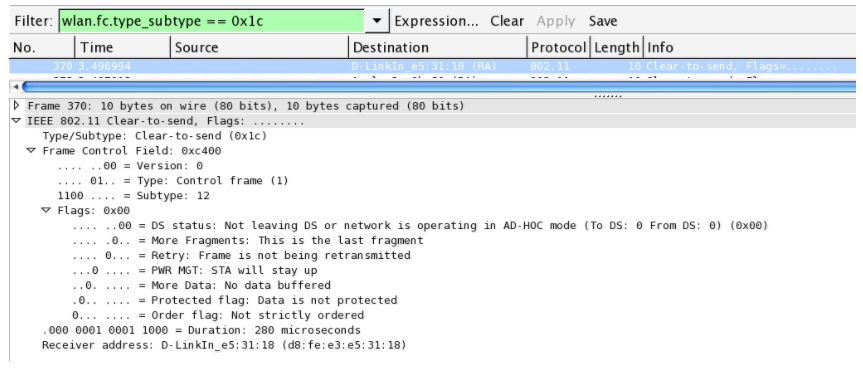 Filter: wlan.fc.type_subtype == 0x1c Expression... Clear Apply Save
No. Time Source Destination Protocol Length Info
370 3.496994 D-LinkIn_e5:31:18 (RA) 802.11 10 Clear-to-send, Flags=........
Frame 370: 10 bytes on wire (80 bits), 10 bytes captured (80 bits)
IEEE 802.11 Clear-to-send, Flags: ........
Type/Subtype: Clear-to-send (0x1c)
Frame Control Field: 0xc400
.... ..00 = Version: 0
.... 01.. = Type: Control frame (1)
1100 .... = Subtype: 12
Flags: 0x00
.... ..00 = DS status: Not leaving DS or network is operating in AD-HOC mode (To DS: 0 From DS: 0) (0x00)
.... .0.. = More Fragments: This is the last fragment
.... 0... = Retry: Frame is not being retransmitted
...0 .... = PWR MGT: STA will stay up
..0. .... = More Data: No data buffered
.0.. .... = Protected flag: Data is not protected
0... .... = Order flag: Not strictly ordered
.000 0001 0001 1000 = Duration: 280 microseconds
Receiver address: D-LinkIn_e5:31:18 (d8:fe:e3:e5:31:18)